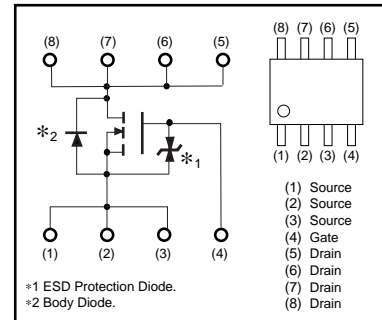 (8) (7) (6) (5)
(8) (7) (6) (5)
*2
*1
(1) (2) (3) (4)
(1) (2) (3) (4)
(1) Source
(2) Source
(3) Source
(4) Gate
(5) Drain
(6) Drain
(7) Drain
(8) Drain
*1 ESD Protection Diode.
*2 Body Diode.